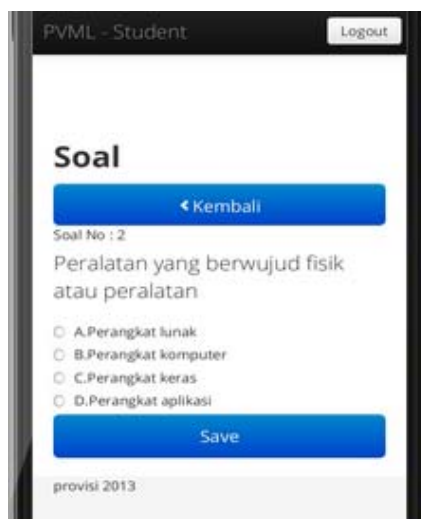 PVML - Student
Logout
Soal
Kembali
Soal No : 2
Peralatan yang berwujud fisik
atau peralatan
A.Perangkat lunak
B.Perangkat komputer
C.Perangkat keras
D.Perangkat aplikasi
Save
provisi 2013